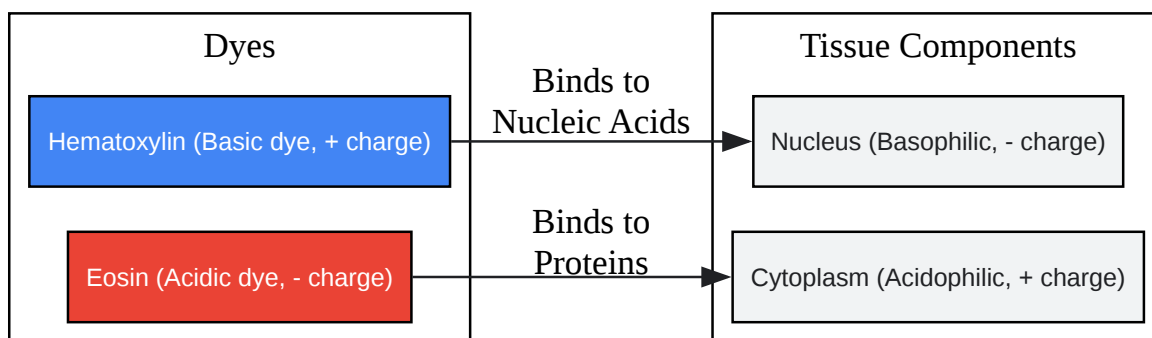 Dyes
Hematoxylin (Basic dye, + charge)
Eosin (Acidic dye, - charge)
Binds to
Nucleic Acids
Binds to
Proteins
Tissue Components
Nucleus (Basophilic, - charge)
Cytoplasm (Acidophilic, + charge)